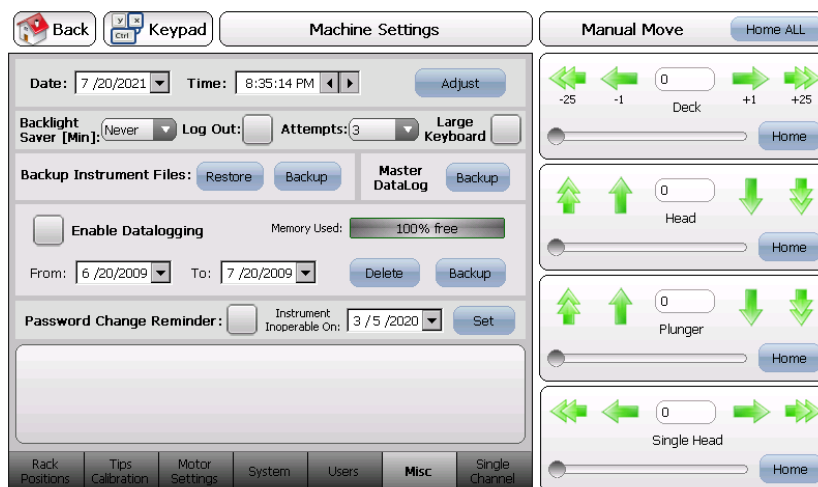 Back
y x
Ctrl
Keypad
Machine Settings
Manual Move
Home ALL
Date: 7 /20/2021
Time: 8:35:14 PM
Adjust
Backlight
Saver [Min]: Never
Log Out:
Attempts: 3
Large
Keyboard
Backup Instrument Files: Restore Backup
Master
DataLog
Backup
Enable Datalogging
Memory Used: 100% free
From: 6 /20/2009 To: 7 /20/2009 Delete Backup
Password Change Reminder:
Instrument
Inoperable On: 3 /5 /2020 Set
Rack
Positions
Tips
Calibration
Motor
Settings
System
Users
Misc
Single
Channel
0
-25 -1 Deck +1 +25
Home
0
Head
Home
0
Plunger
Home
0
Single Head
Home